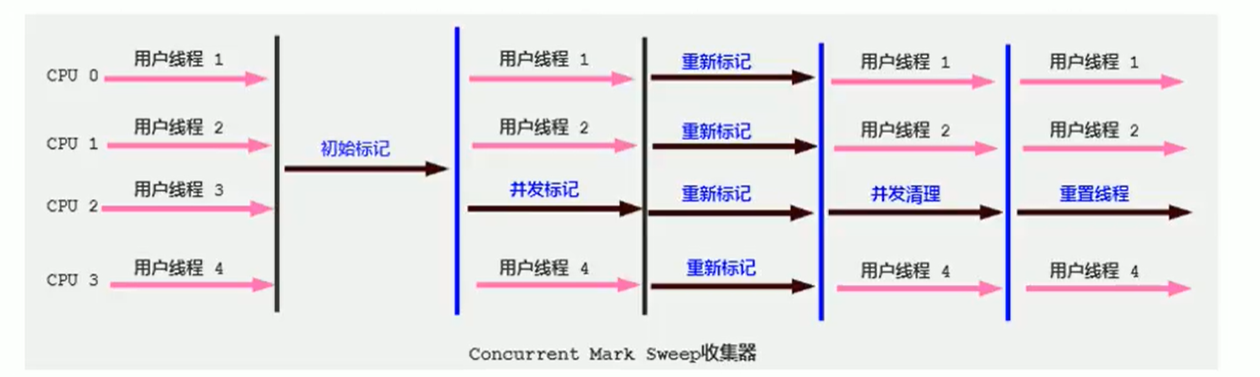 用户线程 1 用户线程 1 重新标记 用户线程 1 用户线程 1
CPU 0
用户线程 2 用户线程 2 重新标记 用户线程 2 用户线程 2
CPU 1
初始标记
用户线程 3 并发标记 重新标记 并发清理 重置线程
CPU 2
用户线程 4 用户线程 4 重新标记 用户线程 4 用户线程 4
CPU 3
Concurrent Mark Sweep收集器